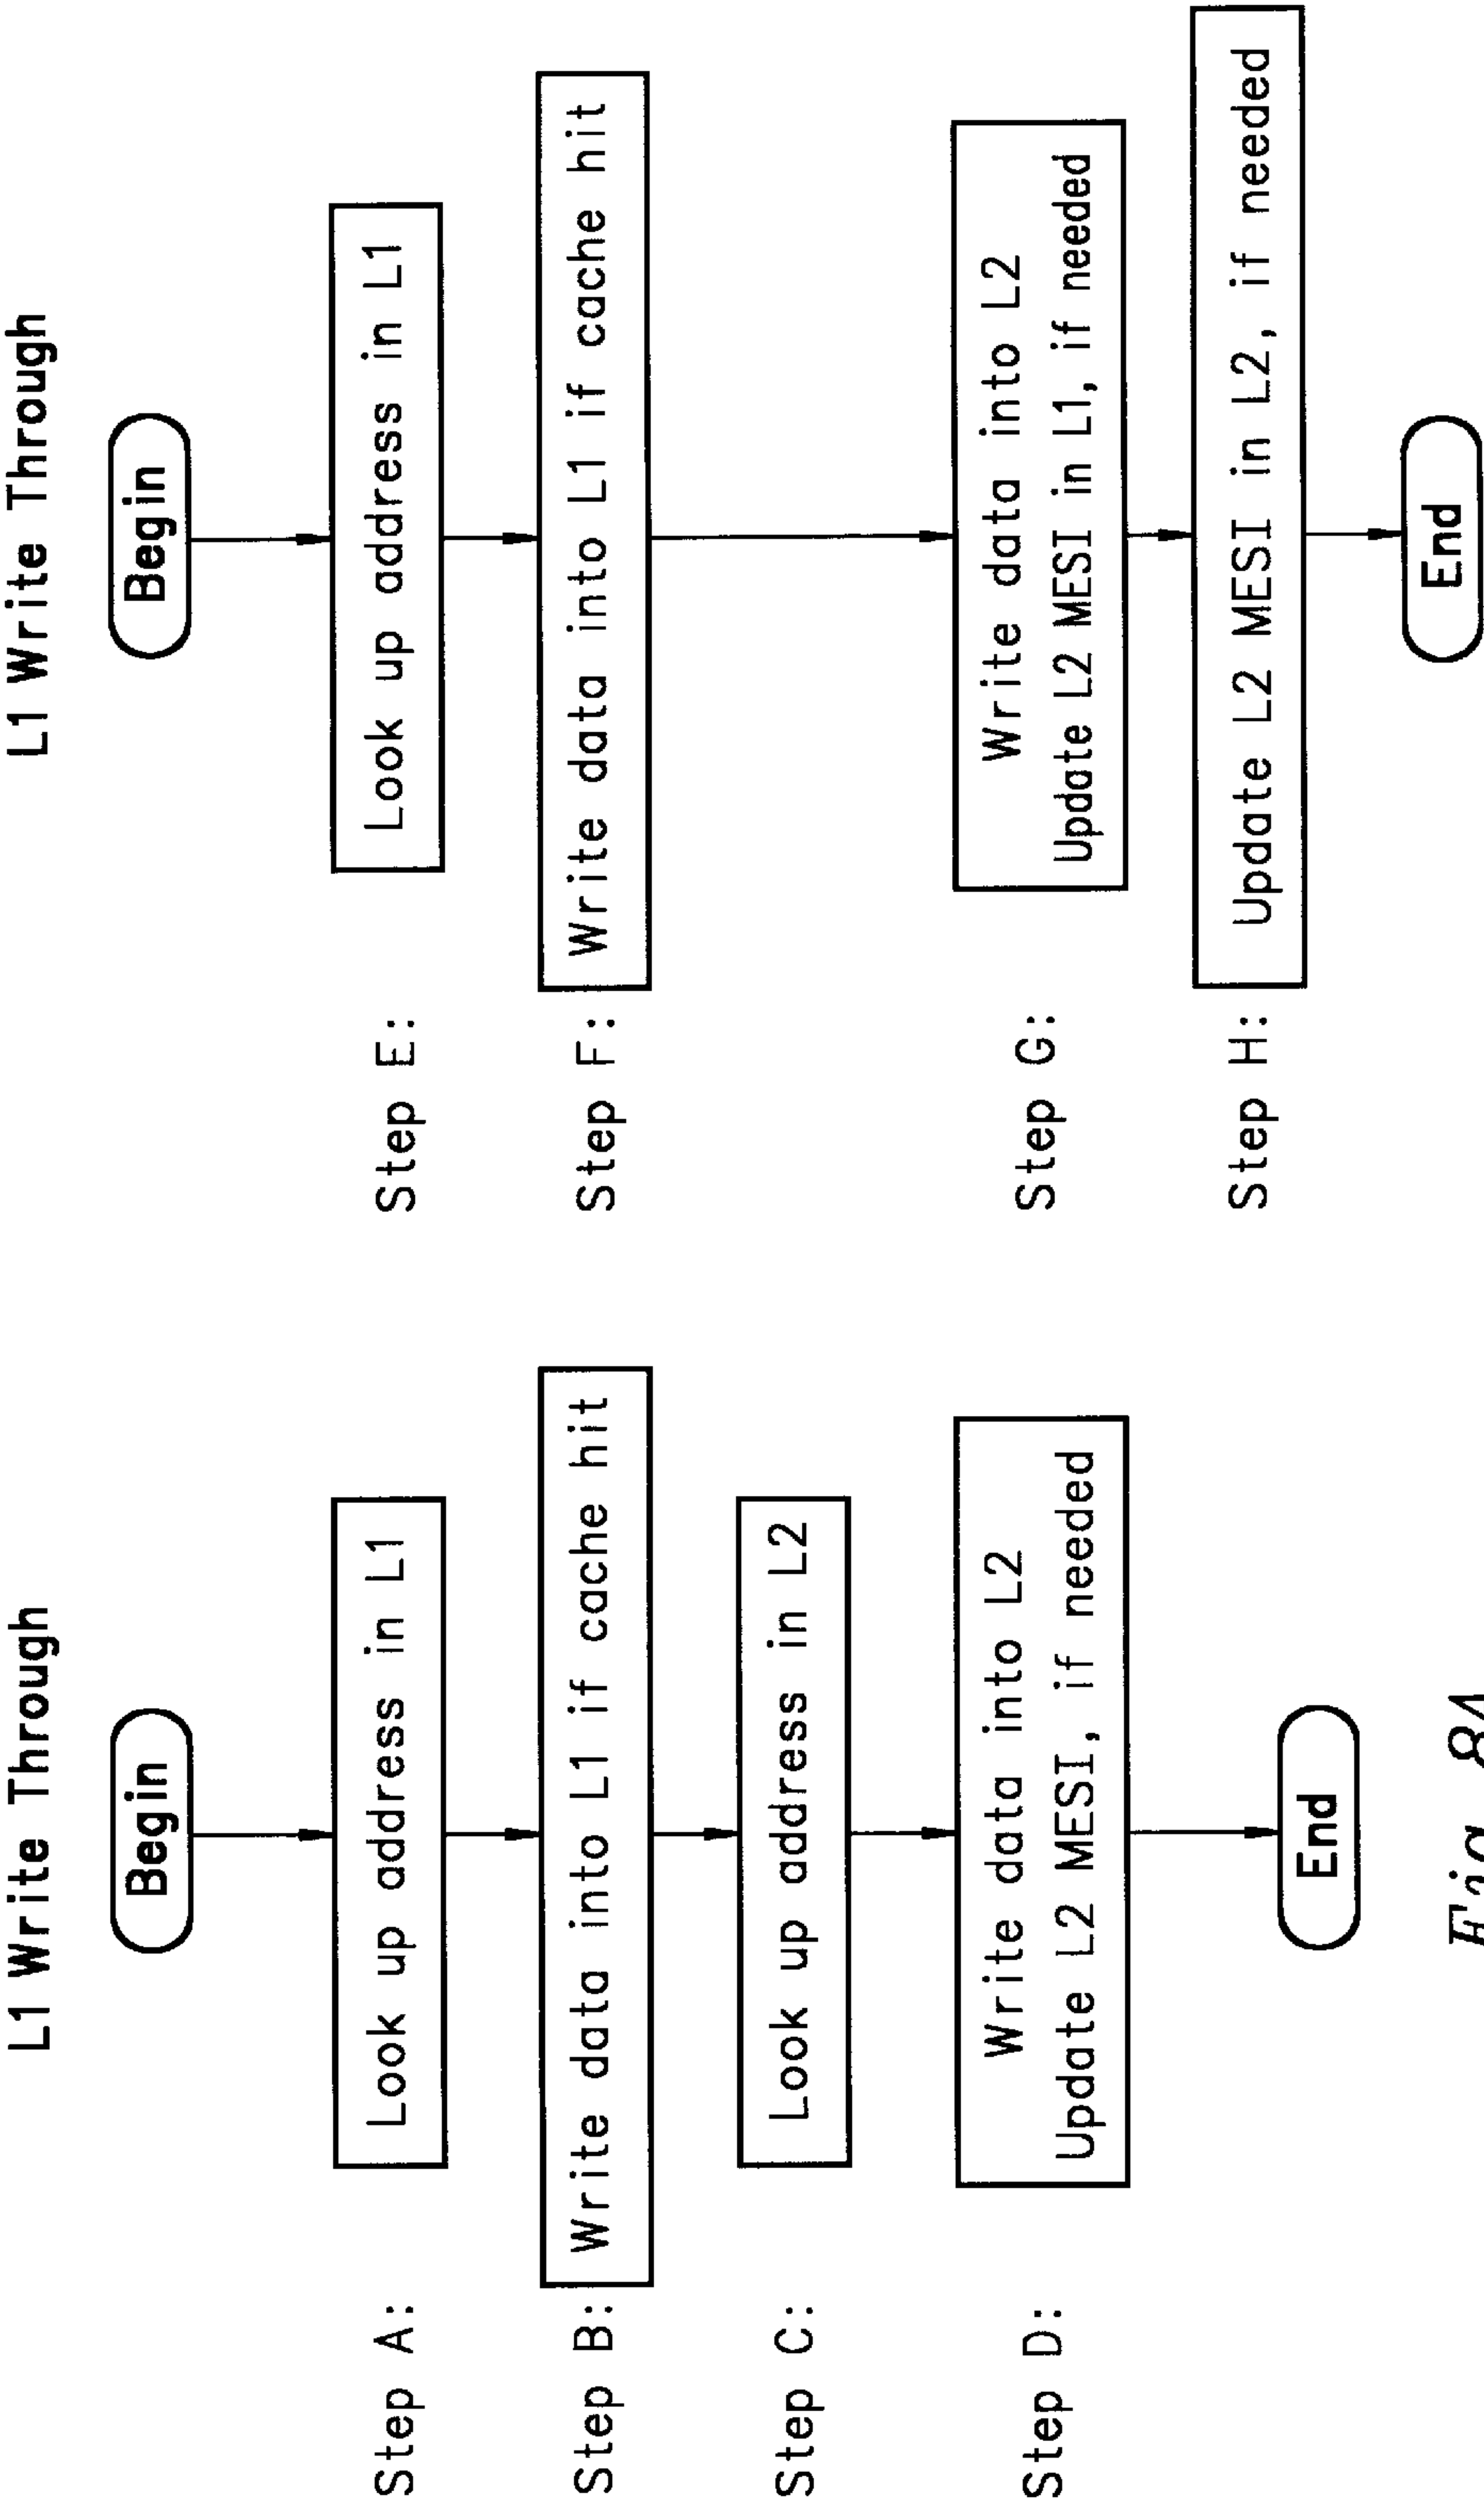 L1 Write Through
Begin
Step A:
Look up address in L1
Step B:
Write data into L1 if cache hit
Step C:
Look up address in L2
Step D:
Write data into L2
Update L2 MESI, if needed
End
L1 Write Through
Begin
Step E:
Look up address in L1
Step F:
Write data into L1 if cache hit
Step G:
Write data into L2
Update L2 MESI in L1, if needed
Step H:
Update L2 MESI in L2, if needed
End